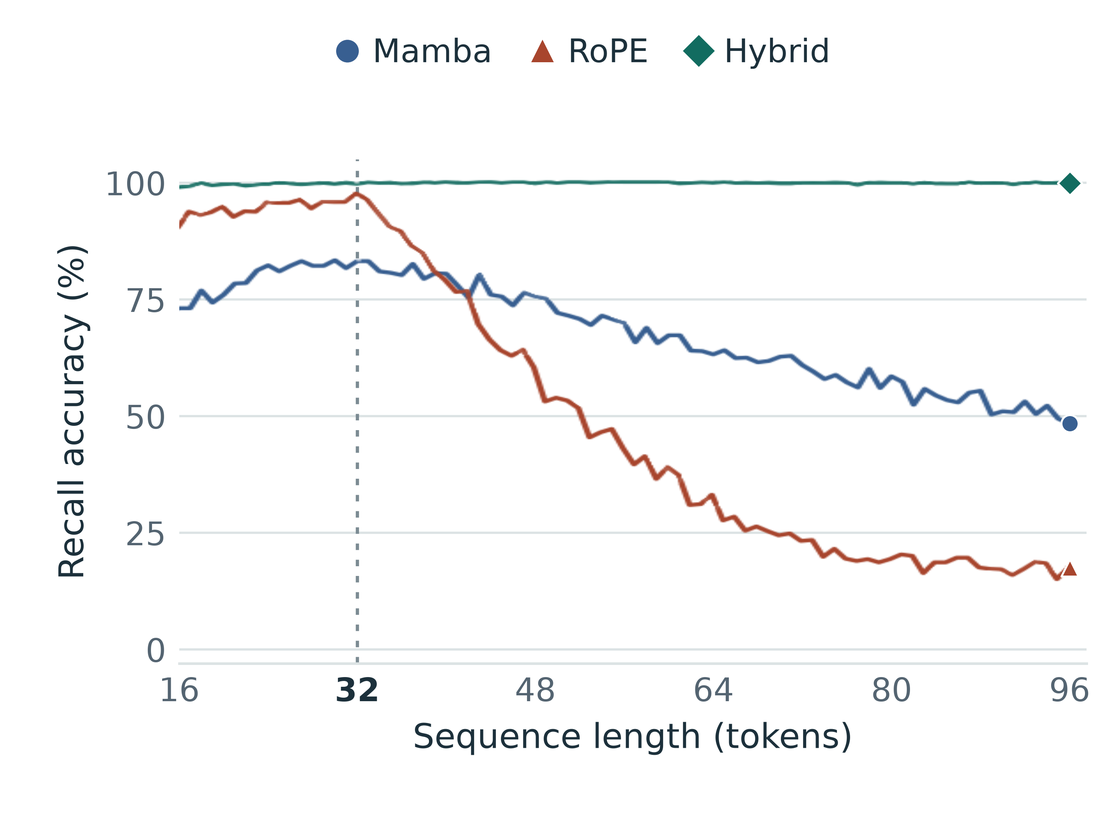 Mamba RoPE Hybrid
100
75
50
25
0
Recall accuracy (%)
16 32 48 64 80 96
Sequence length (tokens)